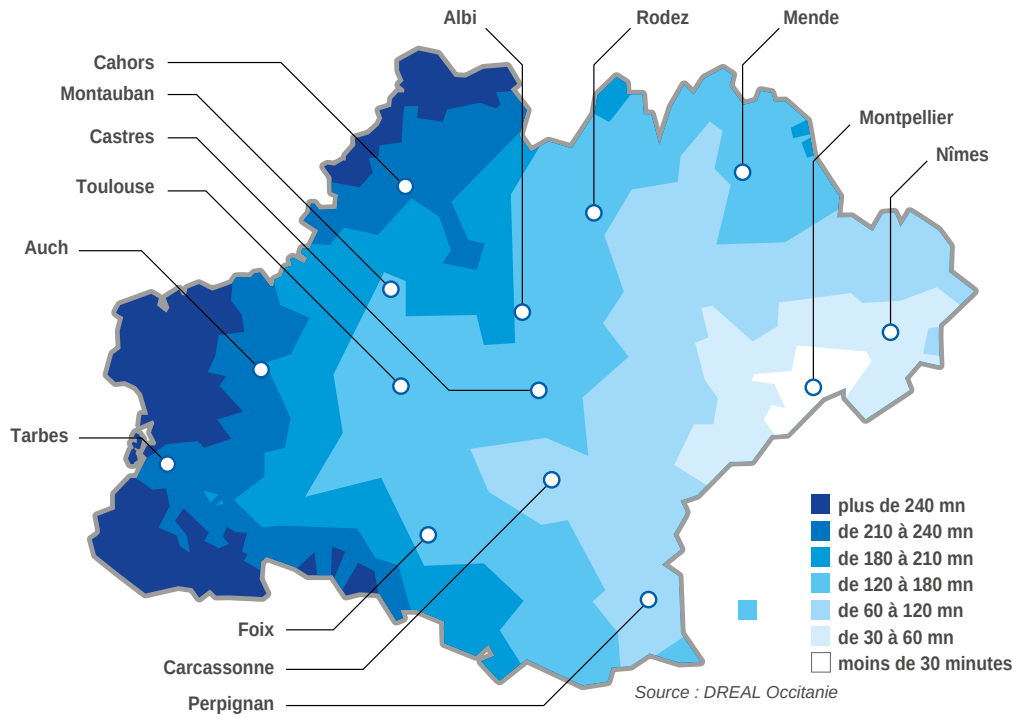 Albi
Rodez
Mende
Cahors
Montauban
Castres
Toulouse
Auch
Tarbes
Montpellier
Nîmes
Foix
Carcassonne
Perpignan
plus de 240 mn
de 210 à 240 mn
de 180 à 210 mn
de 120 à 180 mn
de 60 à 120 mn
de 30 à 60 mn
moins de 30 minutes
Source : DREAL Occitanie